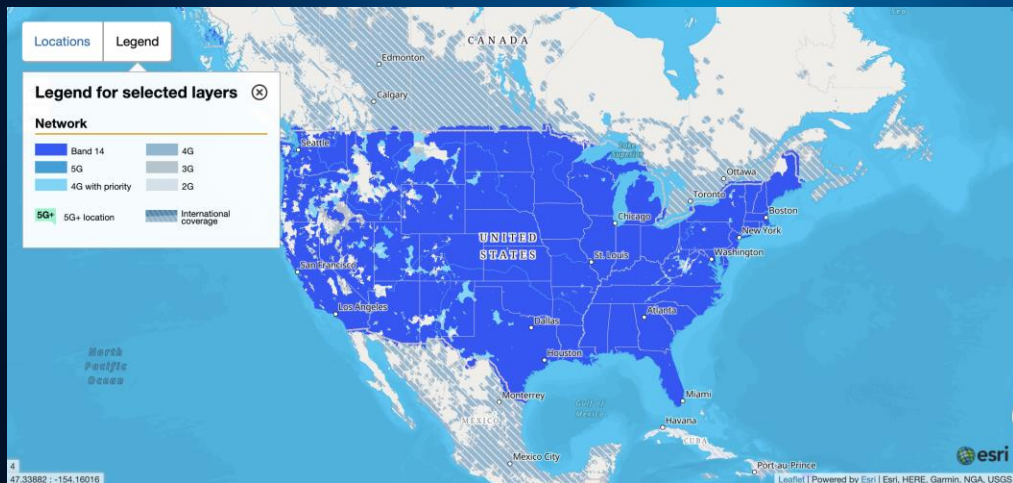 Locations
Legend
Legend for selected layers
Network
Band 14
4G
5G
3G
4G with priority
2G
5G+
5G+ location
International
coverage
CANADA
Edmonton
Calgary
Seattle
Lake
Superior
Ottawa
Toronto
Boston
Chicago
New York
UNITED
STATES
St. Louis
Washington
San Francisco
Los Angeles
Atlanta
Dallas
North
Pacific
Ocean
Houston
Monterrey
Gulf of
Mexico
Miami
MÉXICO
Havana
CUBA
Mexico City
Port-au-Prince
esri
4
47.33882 : -154.16016
Leaflet | Powered by Esri | Esri, HERE, Garmin, NGA, USGS